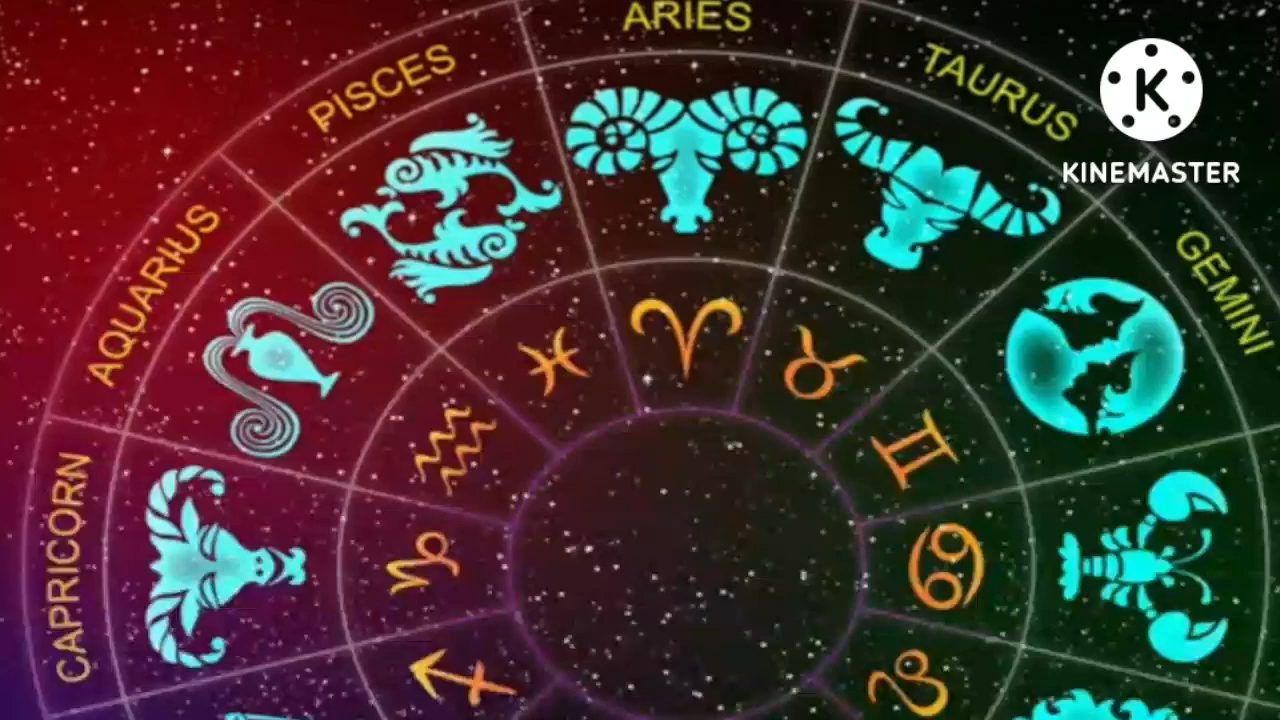 ARIES
TAURUS
PISCES
K
KINEMASTER
AQUARIUS
GEMINI
CAPRICORN